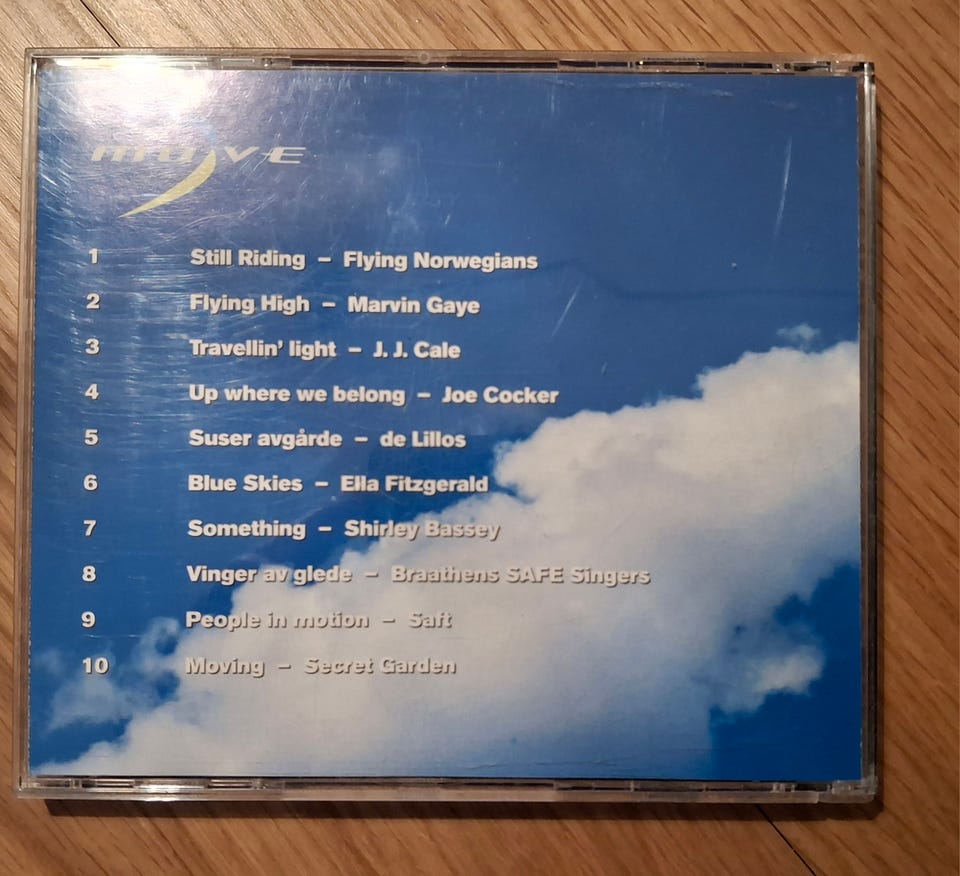 move
1 Still Riding – Flying Norwegians
2 Flying High – Marvin Gaye
3 Travellin' light – J. J. Cale
4 Up where we belong – Joe Cocker
5 Suser avgårde – de Lillos
6 Blue Skies – Ella Fitzgerald
7 Something – Shirley Bassey
8 Vinger av glede – Braathens SAFE Singers
9 People in motion – Saft
10 Moving – Secret Garden